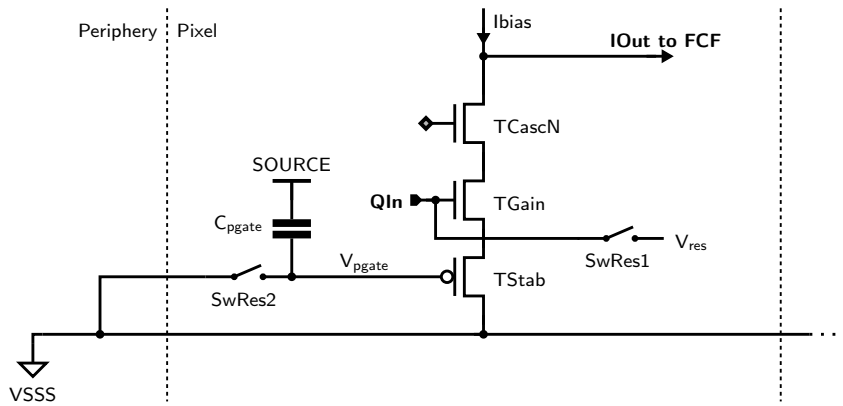 Periphery
Pixel
Ibias
IOut to FCF
TCascN
SOURCE
C_pgate
QIn
TGain
V_pgate
SwRes1
V_res
SwRes2
TStab
VSSS